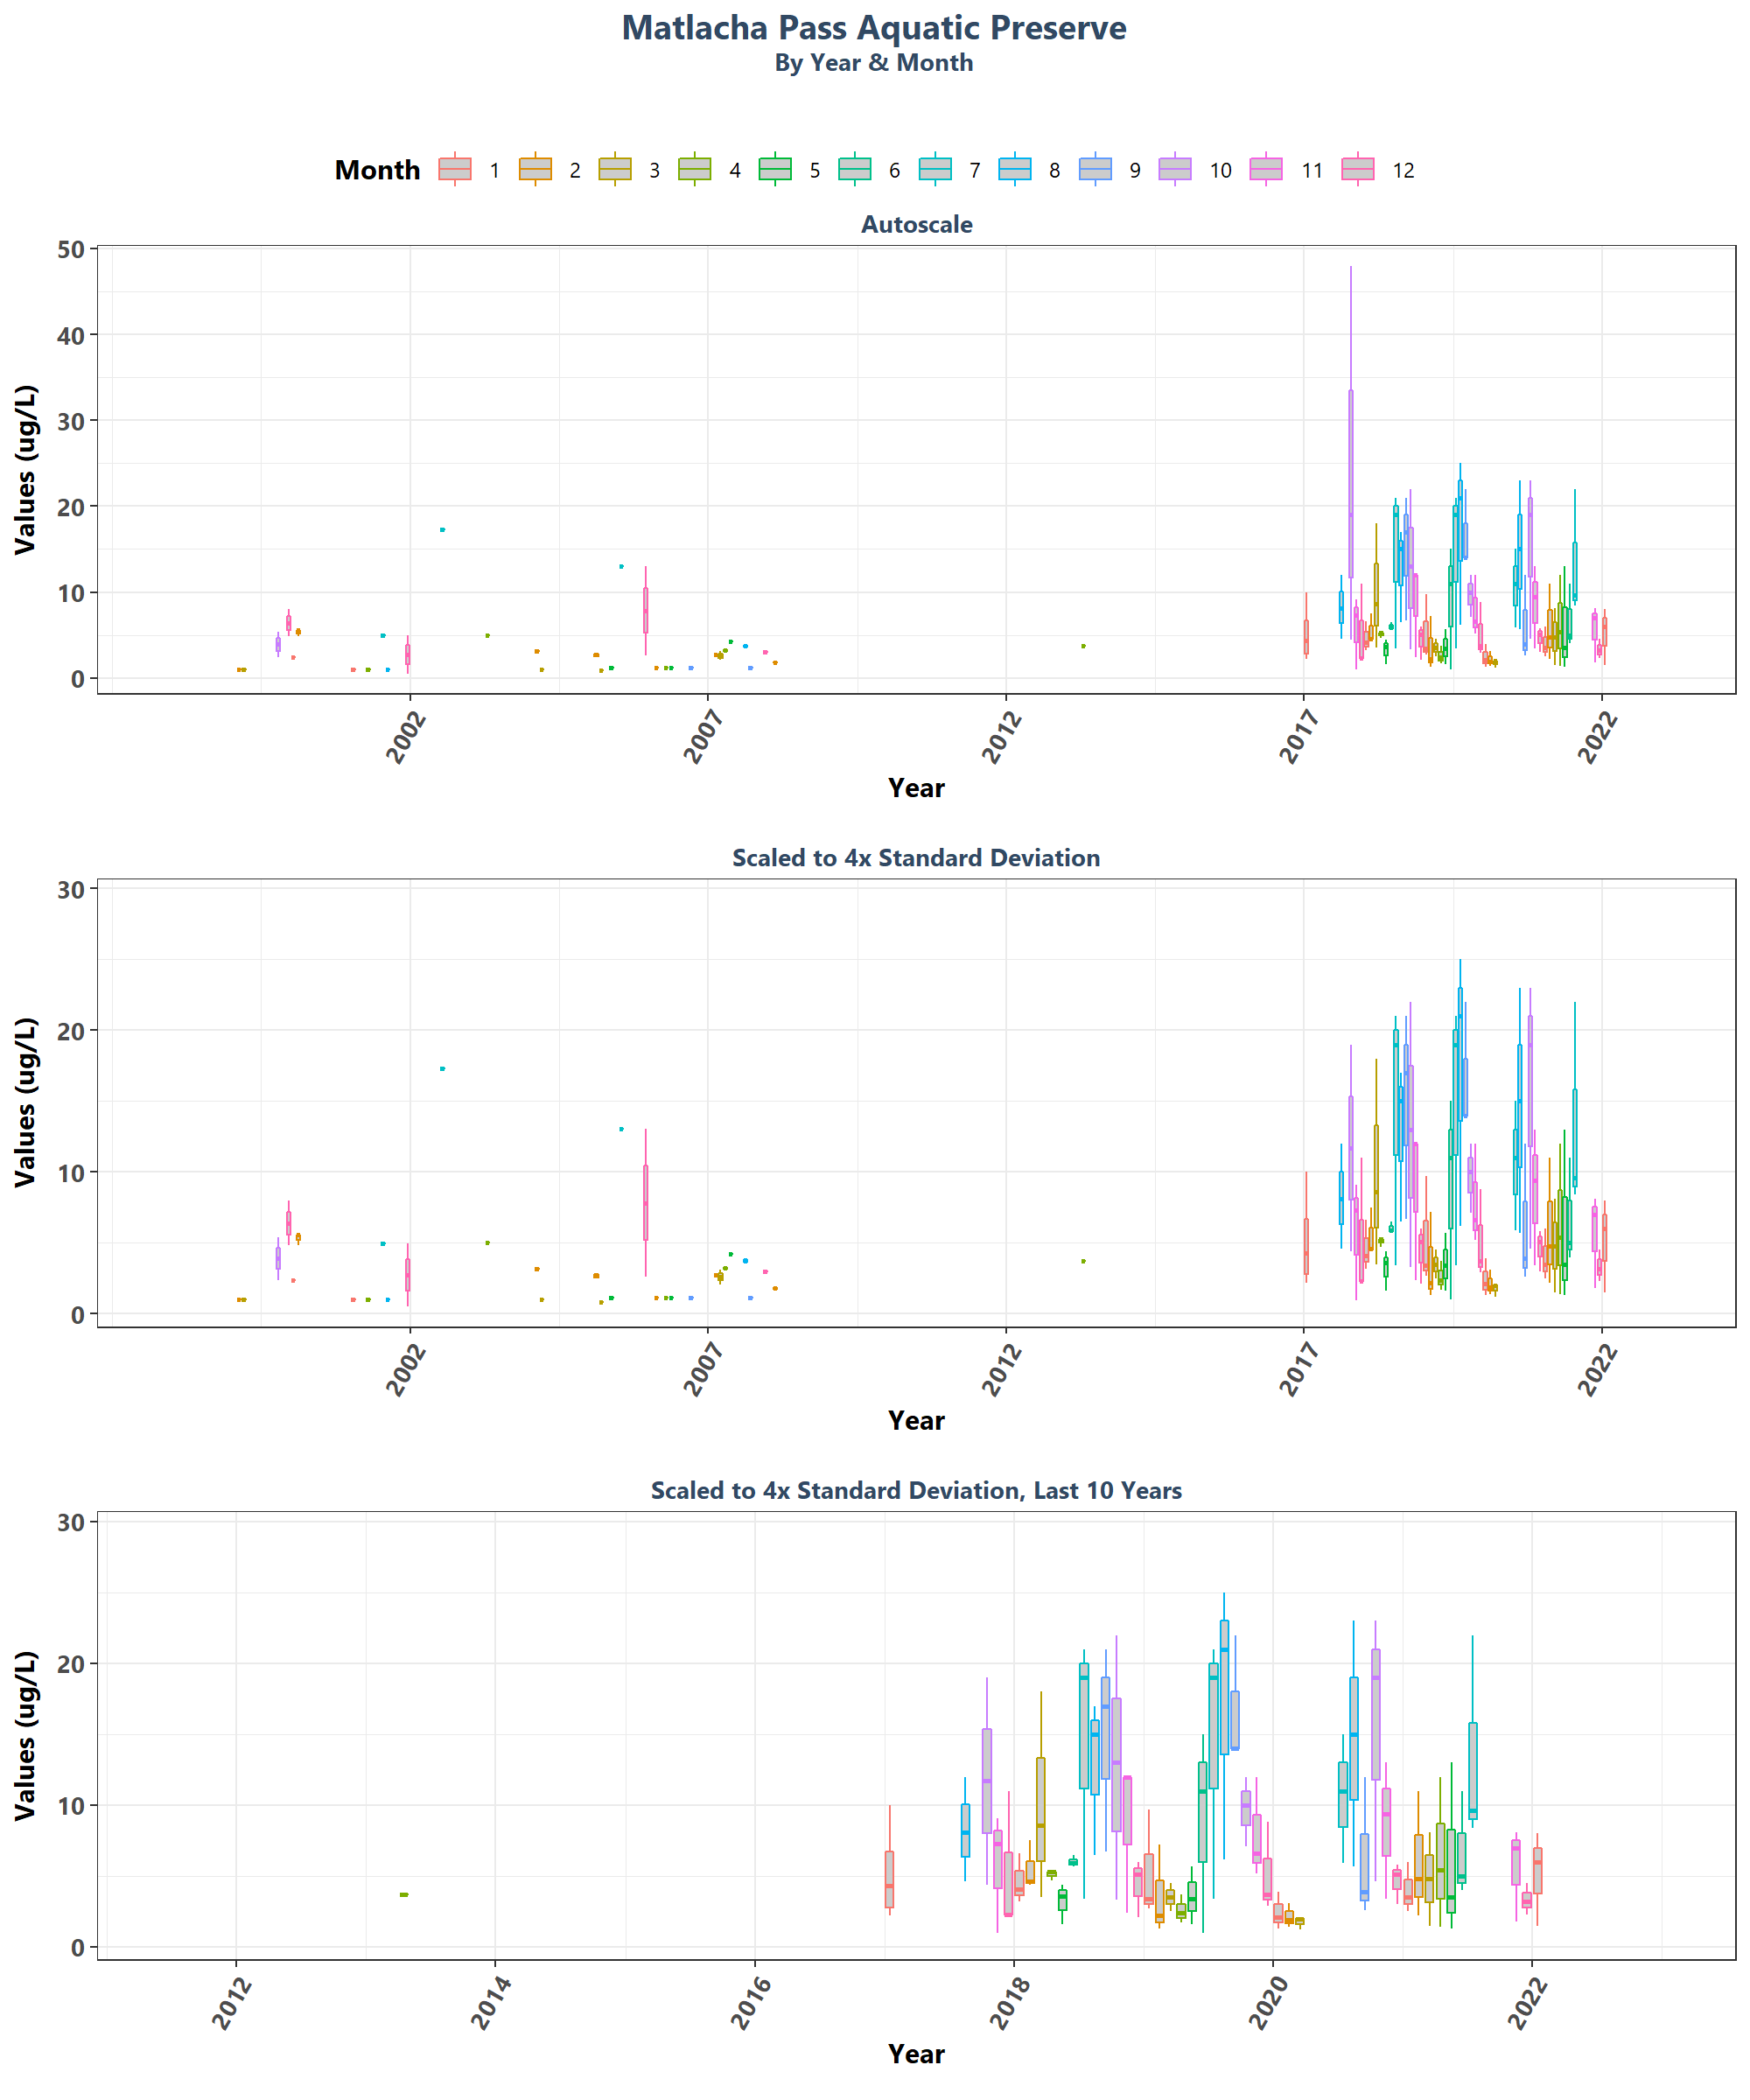 Matlacha Pass Aquatic Preserve
By Year & Month
Month 1 2 3 4 5 6 7 8 9 10 11 12
Autoscale
50
40
30
20
10
0
Values (ug/L)
2002 2007 2012 2017 2022
Year
Scaled to 4x Standard Deviation
30
20
10
0
Values (ug/L)
2002 2007 2012 2017 2022
Year
Scaled to 4x Standard Deviation, Last 10 Years
30
20
10
0
Values (ug/L)
2012 2014 2016 2018 2020 2022
Year